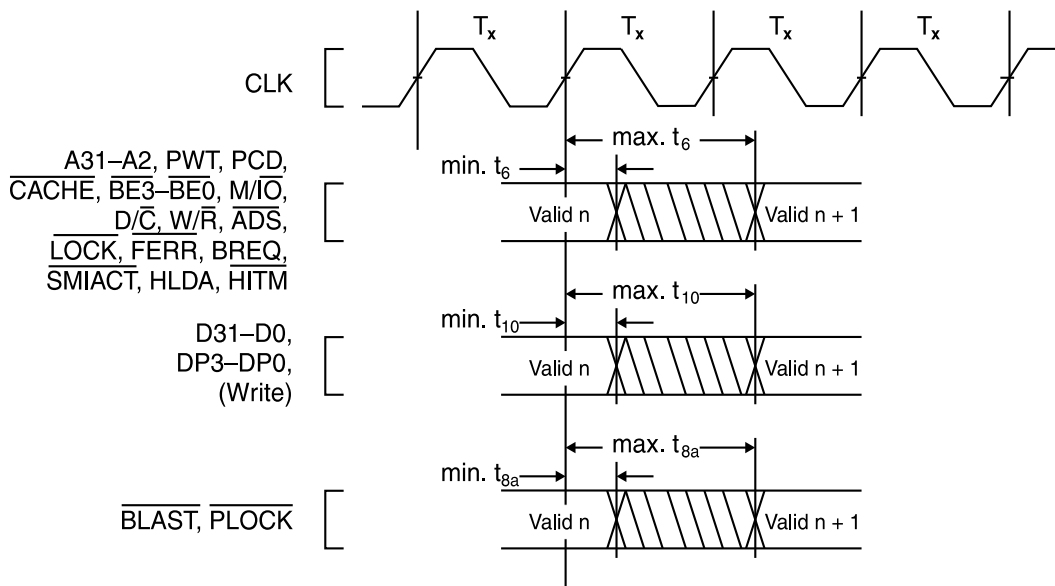 Tx Tx Tx Tx
CLK
max. t6
A31–A2, PWT, PCD,
min. t6
CACHE, BE3–BE0, M/IO,
D/C, W/R, ADS,
Valid n
Valid n + 1
LOCK, FERR, BREQ,
SMIACT, HLDA, HITM
max. t10
min. t10
D31–D0,
DP3–DP0,
(Write)
Valid n
Valid n + 1
max. t8a
min. t8a
BLAST, PLOCK
Valid n
Valid n + 1